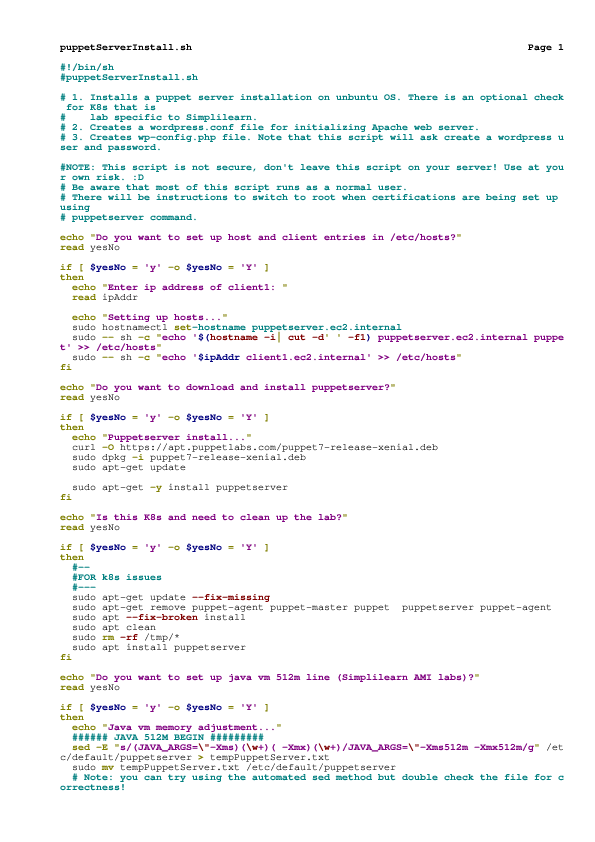 puppetServerInstall.sh Page 1
#!/bin/sh
#puppetServerInstall.sh
# 1. Installs a puppet server installation on unbuntu OS. There is an optional check
 for K8s that is
#    lab specific to Simplilearn.
# 2. Creates a wordpress.conf file for initializing Apache web server.
# 3. Creates wp-config.php file. Note that this script will ask create a wordpress u
ser and password.
#NOTE: This script is not secure, don't leave this script on your server! Use at you
r own risk. :D
# Be aware that most of this script runs as a normal user.
# There will be instructions to switch to root when certifications are being set up
using
# puppetserver command.
echo "Do you want to set up host and client entries in /etc/hosts?"
read yesNo
if [ $yesNo = 'y' -o $yesNo = 'Y' ]
then
  echo "Enter ip address of client1: "
  read ipAddr
  echo "Setting up hosts..."
  sudo hostnamectl set-hostname puppetserver.ec2.internal
  sudo -- sh -c "echo '$(hostname -i| cut -d' ' -f1) puppetserver.ec2.internal puppe
t' >> /etc/hosts"
  sudo -- sh -c "echo '$ipAddr client1.ec2.internal' >> /etc/hosts"
fi
echo "Do you want to download and install puppetserver?"
read yesNo
if [ $yesNo = 'y' -o $yesNo = 'Y' ]
then
  echo "Puppetserver install..."
  curl -O https://apt.puppetlabs.com/puppet7-release-xenial.deb
  sudo dpkg -i puppet7-release-xenial.deb
  sudo apt-get update
  sudo apt-get -y install puppetserver
fi
echo "Is this K8s and need to clean up the lab?"
read yesNo
if [ $yesNo = 'y' -o $yesNo = 'Y' ]
then
  #--
  #FOR k8s issues
  #---
  sudo apt-get update --fix-missing
  sudo apt-get remove puppet-agent puppet-master puppet  puppetserver puppet-agent
  sudo apt --fix-broken install
  sudo apt clean
  sudo rm -rf /tmp/*
  sudo apt install puppetserver
fi
echo "Do you want to set up java vm 512m line (Simplilearn AMI labs)?"
read yesNo
if [ $yesNo = 'y' -o $yesNo = 'Y' ]
then
  echo "Java vm memory adjustment..."
  ###### JAVA 512M BEGIN #########
  sed -E "s/(JAVA_ARGS=\"-Xms)(\w+)( -Xmx)(\w+)/JAVA_ARGS=\"-Xms512m -Xmx512m/g" /et
c/default/puppetserver > tempPuppetServer.txt
  sudo mv tempPuppetServer.txt /etc/default/puppetserver
  # Note: you can try using the automated sed method but double check the file for c
orrectness!